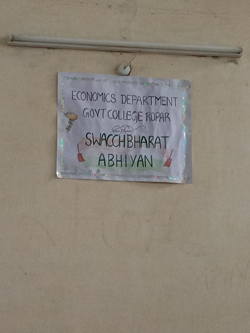 ECONOMICS DEPARTMENT
GOVT COLLEGE ROPAR
SWACCHBHARAT
ABHIYAN